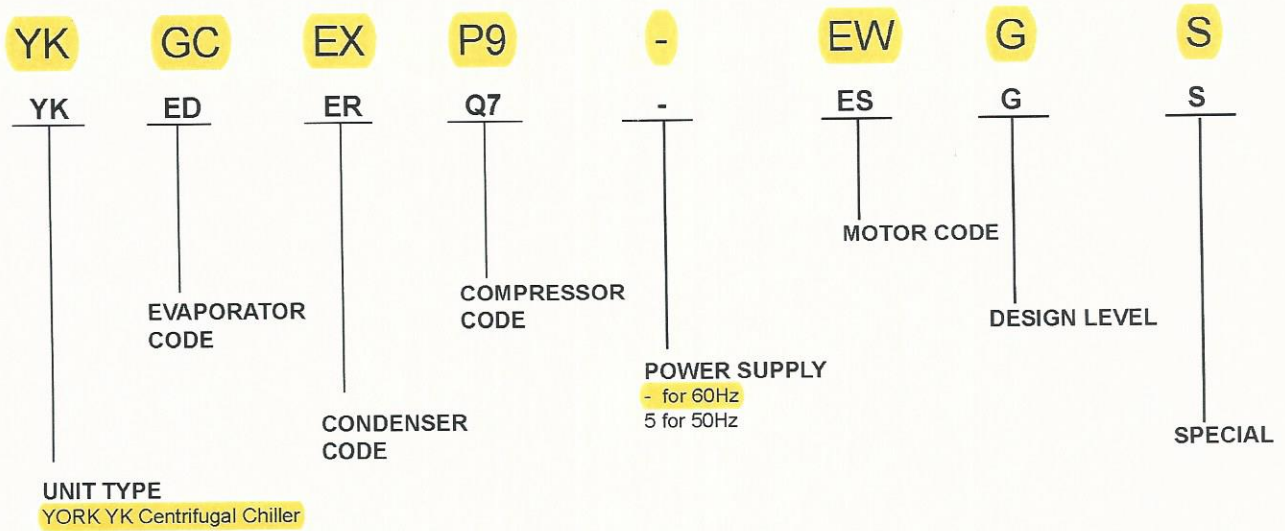 YK GC EX P9 - EW G S
YK ED ER Q7 - ES G S
MOTOR CODE
EVAPORATOR
CODE
COMPRESSOR
CODE
DESIGN LEVEL
POWER SUPPLY
- for 60Hz
5 for 50Hz
CONDENSER
CODE
SPECIAL
UNIT TYPE
YORK YK Centrifugal Chiller